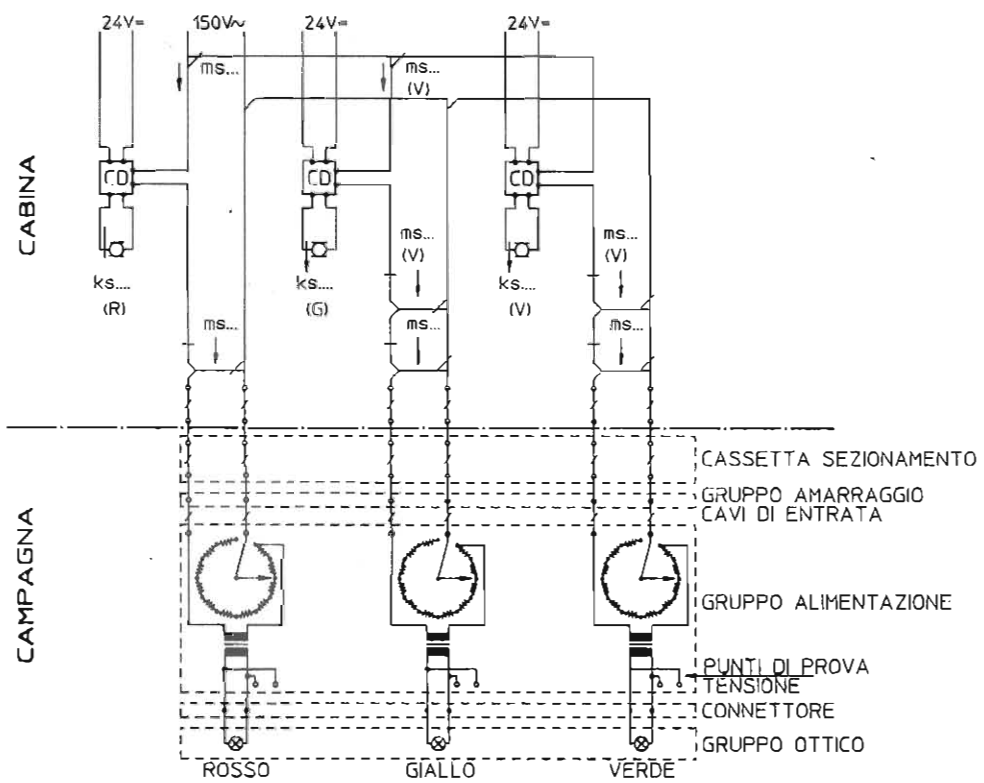 24V=
150V~
24V=
24V=
ms...
ms...
(V)
CABINA
CD
CD
CD
ms...
(V)
ms...
(V)
ks....
(R)
ks....
(G)
ks....
(V)
ms...
ms...
ms...
CAMPAGNA
CASSETTA SEZIONAMENTO
GRUPPO AMARRAGGIO
CAVI DI ENTRATA
GRUPPO ALIMENTAZIONE
PUNTI DI PROVA
TENSIONE
CONNETTORE
GRUPPO OTTICO
ROSSO
GIALLO
VERDE